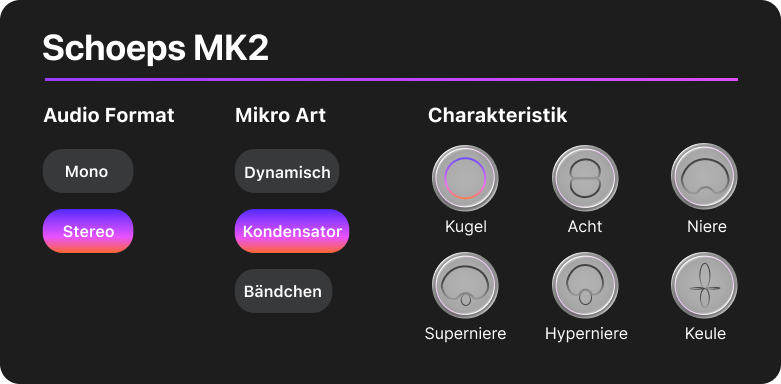 Schoeps MK2
Audio Format
Mono
Stereo
Mikro Art
Dynamisch
Kondensator
Bändchen
Charakteristik
Kugel
Acht
Niere
Superniere
Hyperniere
Keule